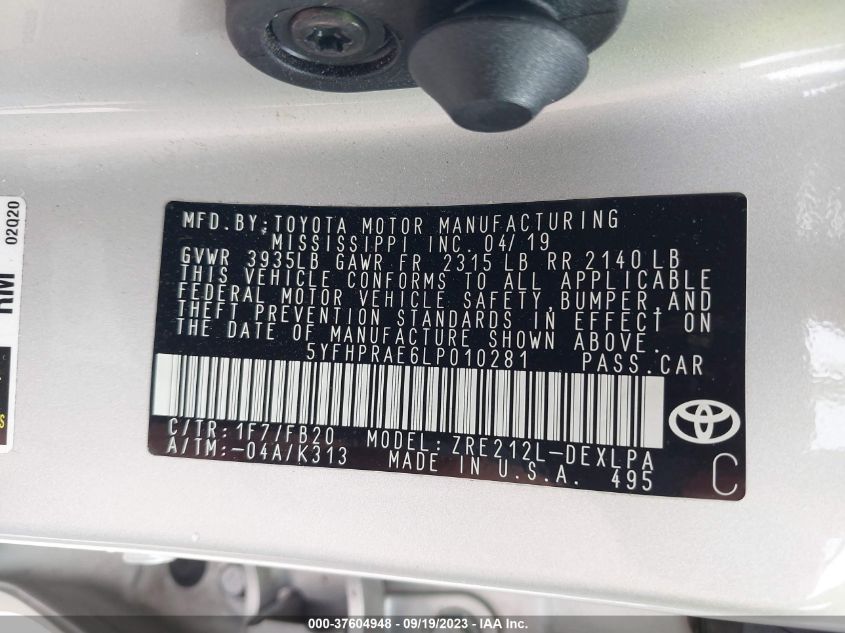 02Q20
RM
MFD.BY:TOYOTA MOTOR MANUFACTURING
MISSISSIPPI INC. 04/19
GVWR 3935LB GAWR FR 2315 LB RR 2140 LB
THIS VEHICLE CONFORMS TO ALL APPLICABLE
FEDERAL MOTOR VEHICLE SAFETY, BUMPER, AND
THEFT PREVENTION STANDARDS IN EFFECT ON
THE DATE OF MANUFACTURE SHOWN ABOVE.
5YFHPRAE6LP010281 PASS.CAR
C/TR: 1F7/FB20 MODEL: ZRE212L-DEXLPA
A/TM:-04A/K313 MADE IN U.S.A. 495
C
000-37604948 - 09/19/2023 - IAA Inc.